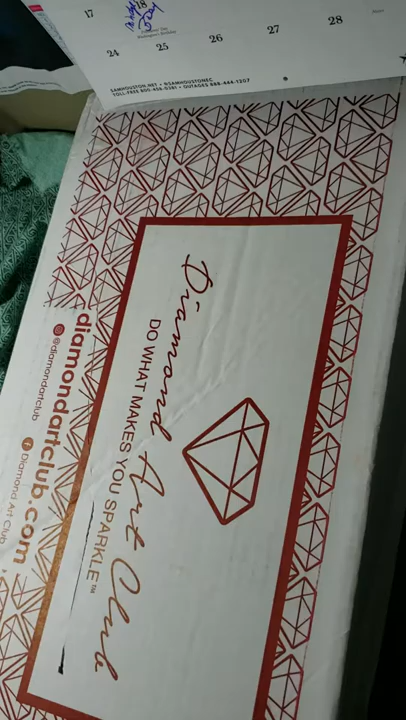 17
18
24
25
26
27
28
SAMHOUSTON.NET • @SAMHOUSTONEC
TOLL-FREE 800-458-0381 • OUTAGES 888-444-1207
Diamond Art Club
DO WHAT MAKES YOU SPARKLE™
diamondartclub.com
@diamondartclub
Diamond Art Club